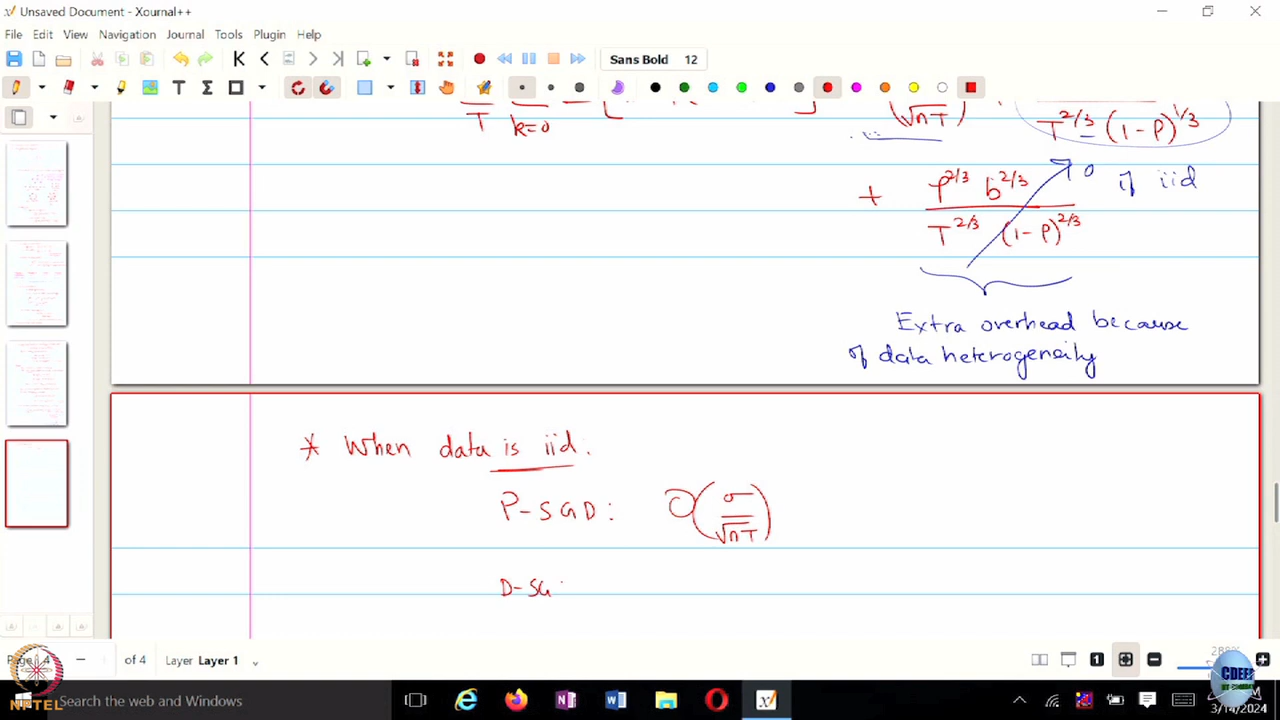 Unsaved Document - Xournal++
File Edit View Navigation Journal Tools Plugin Help
Sans Bold 12
T k=0 (√nT) T^2/3 (1-ρ)^1/3
+ ρ^2/3 b^2/3 → 0 if iid
T^2/3 (1-ρ)^2/3
Extra overhead because
of data heterogeneity
* When data is iid:
P-SGD: O(σ/√nT)
D-SG
Page 4 of 4 Layer Layer 1
Search the web and Windows
NPTEL
CDEEP
3/14/2024